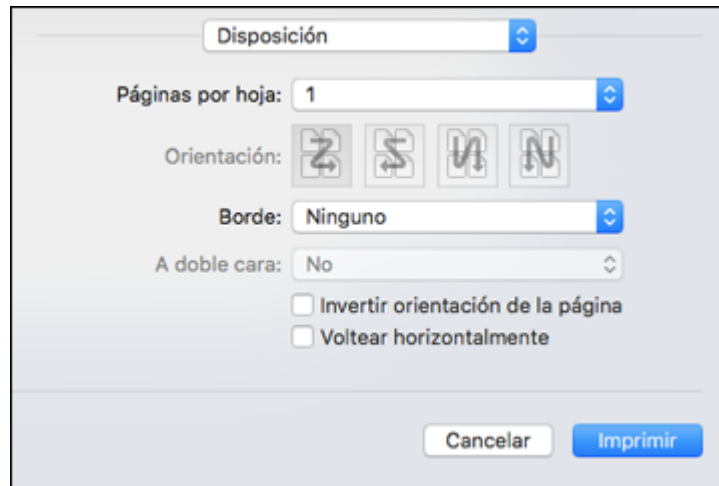 Disposición
Páginas por hoja: 1
Orientación:
Borde: Ninguno
A doble cara: No
Invertir orientación de la página
Voltear horizontalmente
Cancelar Imprimir